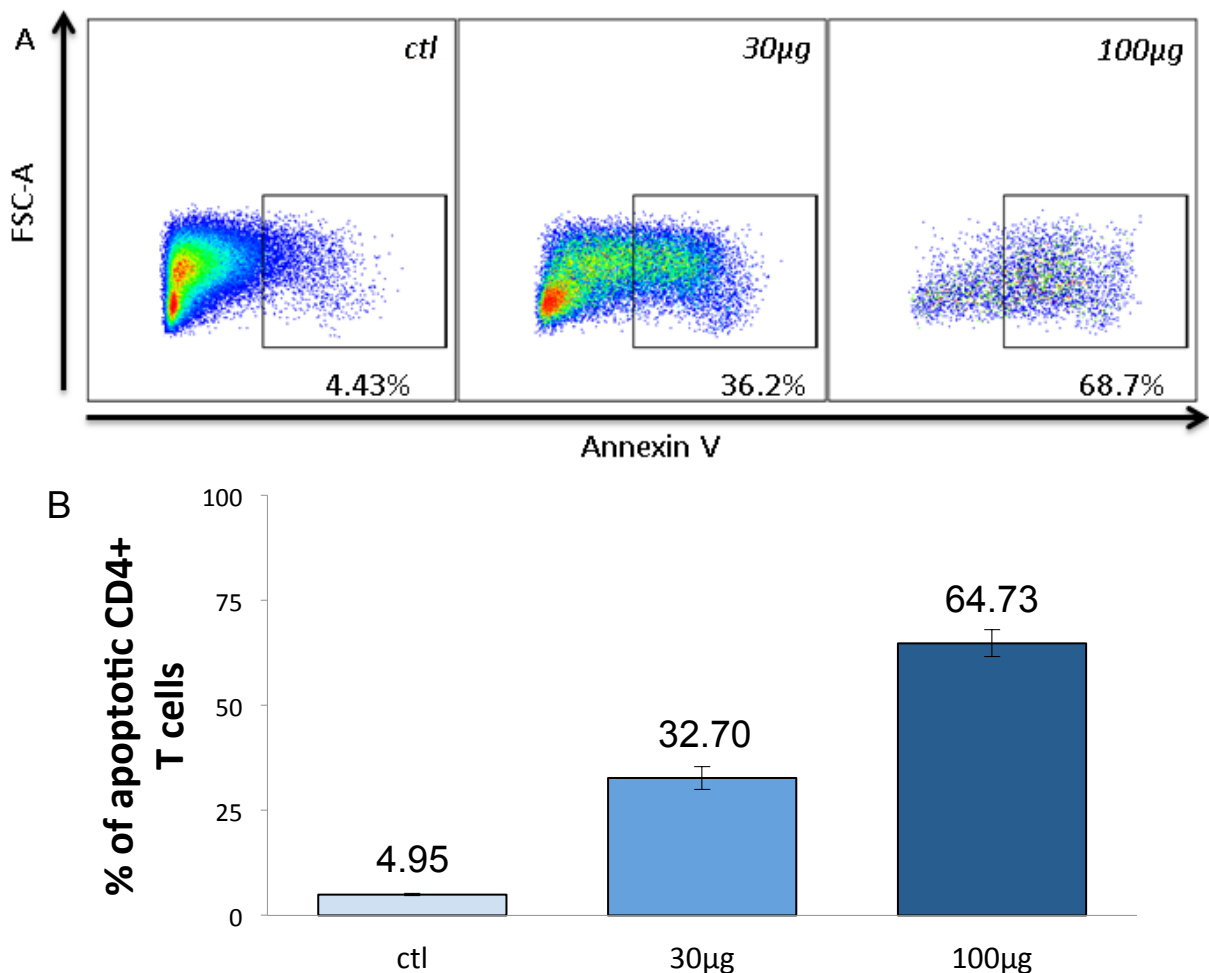 A
ctl
30µg
100µg
FSC-A
4.43%
36.2%
68.7%
Annexin V
B
% of apoptotic CD4+
T cells
100
75
50
25
0
4.95
32.70
64.73
ctl
30µg
100µg